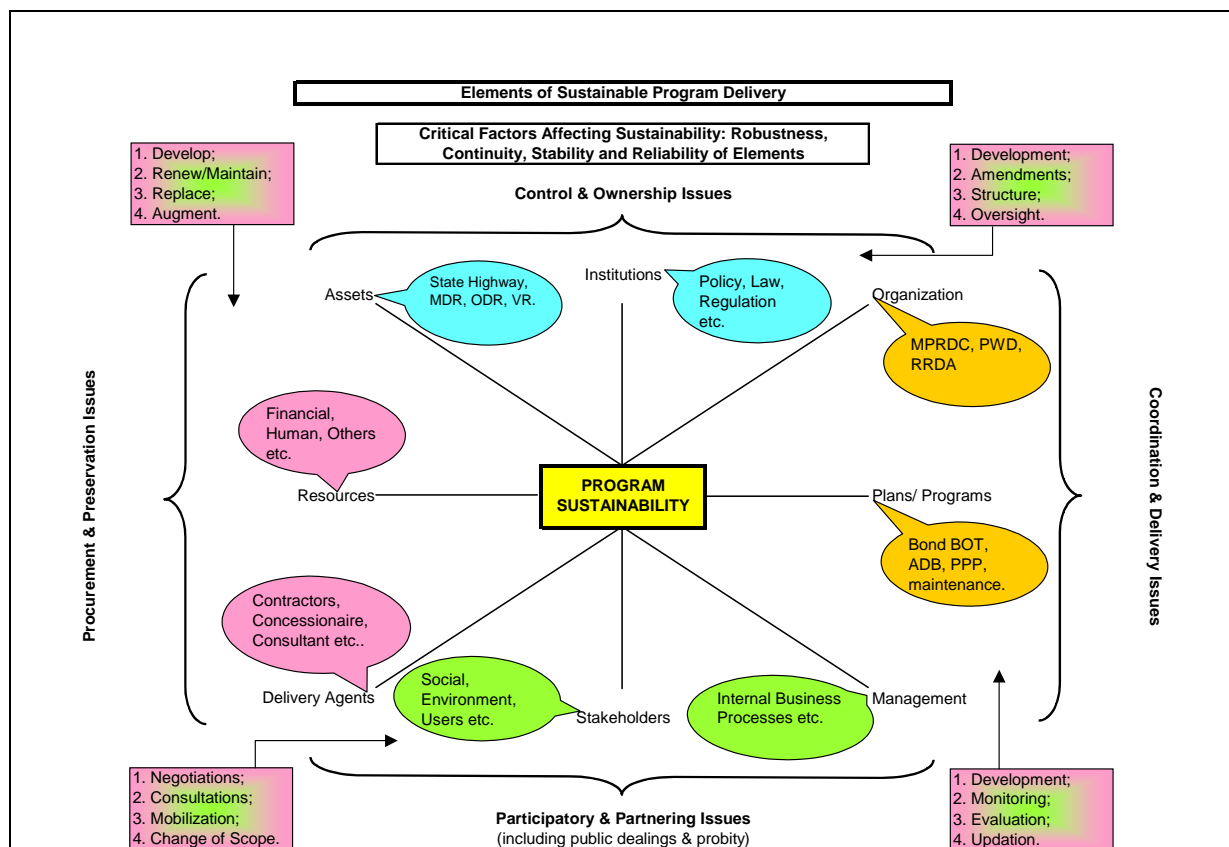 Elements of Sustainable Program Delivery
Critical Factors Affecting Sustainability: Robustness,
Continuity, Stability and Reliability of Elements
1. Develop;
2. Renew/Maintain;
3. Replace;
4. Augment.
1. Development;
2. Amendments;
3. Structure;
4. Oversight.
Control & Ownership Issues
Assets
State Highway,
MDR, ODR, VR.
Institutions
Policy, Law,
Regulation
etc.
Organization
MPRDC, PWD,
RRDA
Procurement & Preservation Issues
Financial,
Human, Others
etc.
Resources
PROGRAM
SUSTAINABILITY
Plans/ Programs
Bond BOT,
ADB, PPP,
maintenance.
Coordination & Delivery Issues
Contractors,
Concessionaire,
Consultant etc..
Delivery Agents
Social,
Environment,
Users etc.
Stakeholders
Internal Business
Processes etc.
Management
1. Negotiations;
2. Consultations;
3. Mobilization;
4. Change of Scope.
Participatory & Partnering Issues
(including public dealings & probity)
1. Development;
2. Monitoring;
3. Evaluation;
4. Updation.